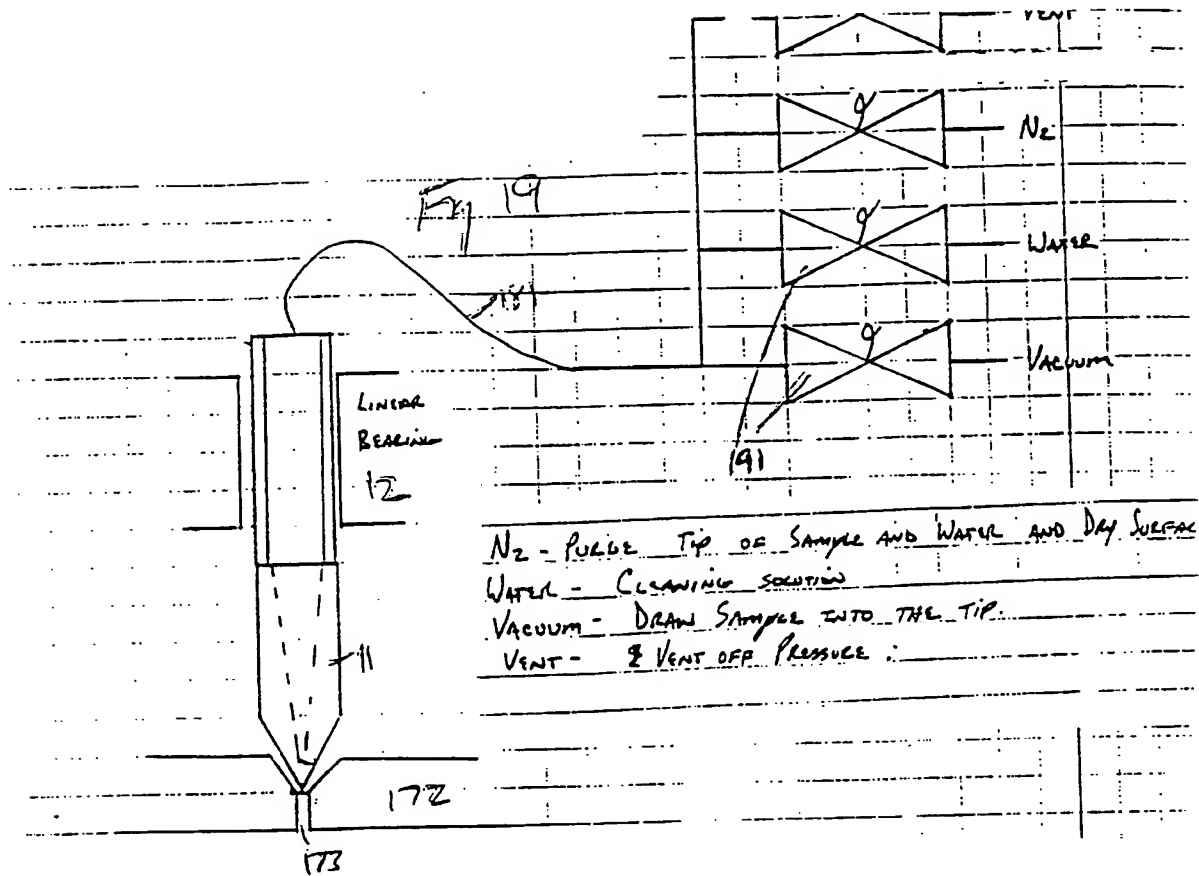 VENT
N2
19
WATER
181
VACUUM
LINEAR
BEARING
12
191
N2 - PURGE TIP OF SAMPLE AND WATER AND DRY SURFAC
WATER - CLEANING SOLUTION
VACUUM - DRAW SAMPLE INTO THE TIP.
VENT - VENT OFF PRESSURE :
11
172
173